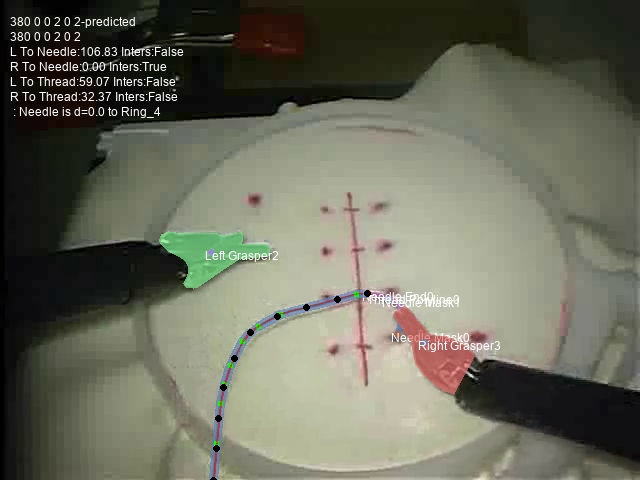 380 0 0 2 0 2-predicted
380 0 0 2 0 2
L To Needle:106.83 Inters:False
R To Needle:0.00 Inters:True
L To Thread:59.07 Inters:False
R To Thread:32.37 Inters:False
: Needle is d=0.0 to Ring_4
Left Grasper2
Needle Mask1
Needle Mask0
Right Grasper3